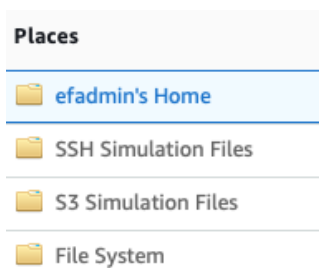 Places
efadmin's Home
SSH Simulation Files
S3 Simulation Files
File System